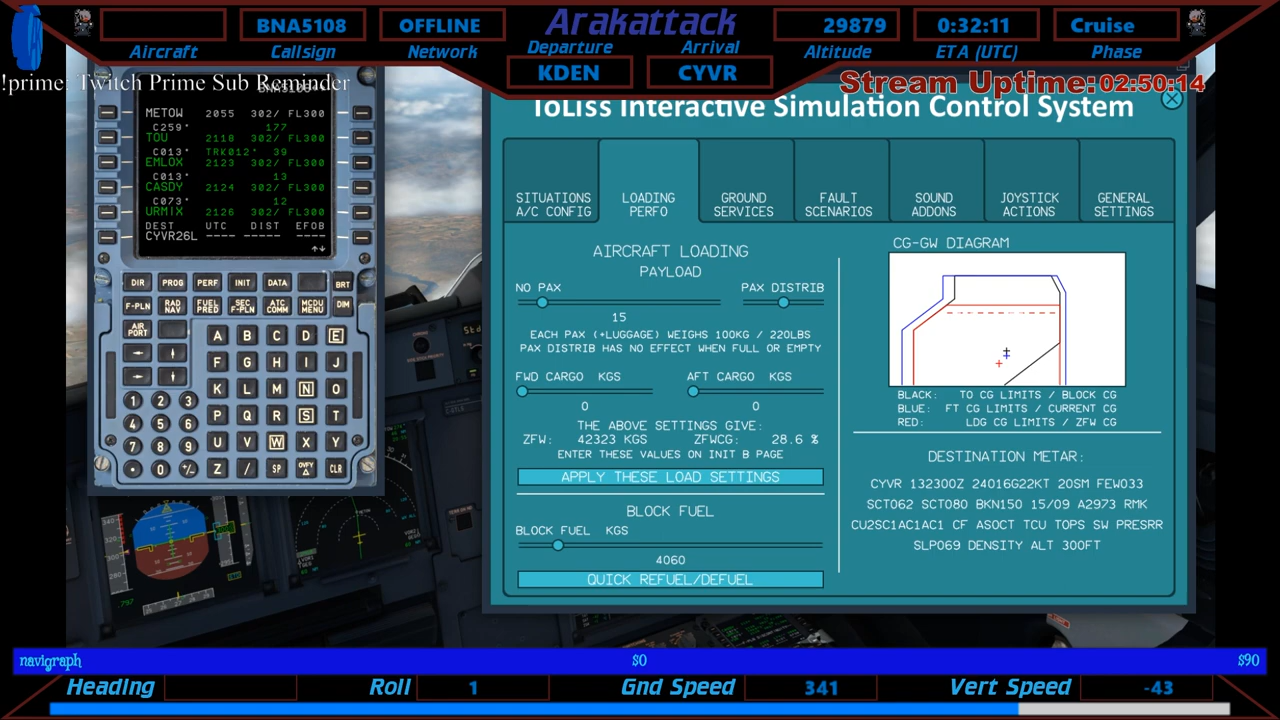 BNA5108
OFFLINE
Arakattack
29879
0:32:11
Cruise
Aircraft
Callsign
Network
Departure
Arrival
Altitude
ETA (UTC)
Phase
KDEN
CYVR
!prime: Twitch Prime Sub Reminder
Stream Uptime:02:50:14
ToLiss Interactive Simulation Control System
METOW 2055 302/ FL300
C259° 177
TOU 2118 302/ FL300
C013° TRK012° 39
EMLOX 2123 302/ FL300
C013° 13
CASDY 2124 302/ FL300
C073° 12
URMIX 2126 302/ FL300
DEST UTC DIST EFOB
CYVR26L ---- ---- ----
DIR PROG PERF INIT DATA BRT
F-PLN RAD NAV FUEL PRED SEC F-PLN ATC COMM MCDU MENU DIM
AIR PORT
A B C D E
F G H I J
K L M N O
1 2 3 P Q R S T
4 5 6
7 8 9 U V W X Y
. 0 +/- Z / SP OVFY Δ CLR
SITUATIONS A/C CONFIG
LOADING PERFO
GROUND SERVICES
FAULT SCENARIOS
SOUND ADDONS
JOYSTICK ACTIONS
GENERAL SETTINGS
AIRCRAFT LOADING
PAYLOAD
NO PAX
PAX DISTRIB
15
EACH PAX (+LUGGAGE) WEIGHS 100KG / 220LBS
PAX DISTRIB HAS NO EFFECT WHEN FULL OR EMPTY
FWD CARGO KGS
AFT CARGO KGS
0
0
THE ABOVE SETTINGS GIVE:
ZFW: 42323 KGS ZFWCG: 28.6 %
ENTER THESE VALUES ON INIT B PAGE
APPLY THESE LOAD SETTINGS
BLOCK FUEL
BLOCK FUEL KGS
4060
QUICK REFUEL/DEFUEL
CG-GW DIAGRAM
BLACK: TO CG LIMITS / BLOCK CG
BLUE: FT CG LIMITS / CURRENT CG
RED: LDG CG LIMITS / ZFW CG
DESTINATION METAR:
CYVR 132300Z 24016G22KT 20SM FEW033
SCT062 SCT080 BKN150 15/09 A2973 RMK
CU2SC1AC1AC1 CF ASOCT TCU TOPS SW PRESRR
SLP069 DENSITY ALT 300FT
340
300
280
.797
navigraph
$0
$90
Heading
Roll
1
Gnd Speed
341
Vert Speed
-43